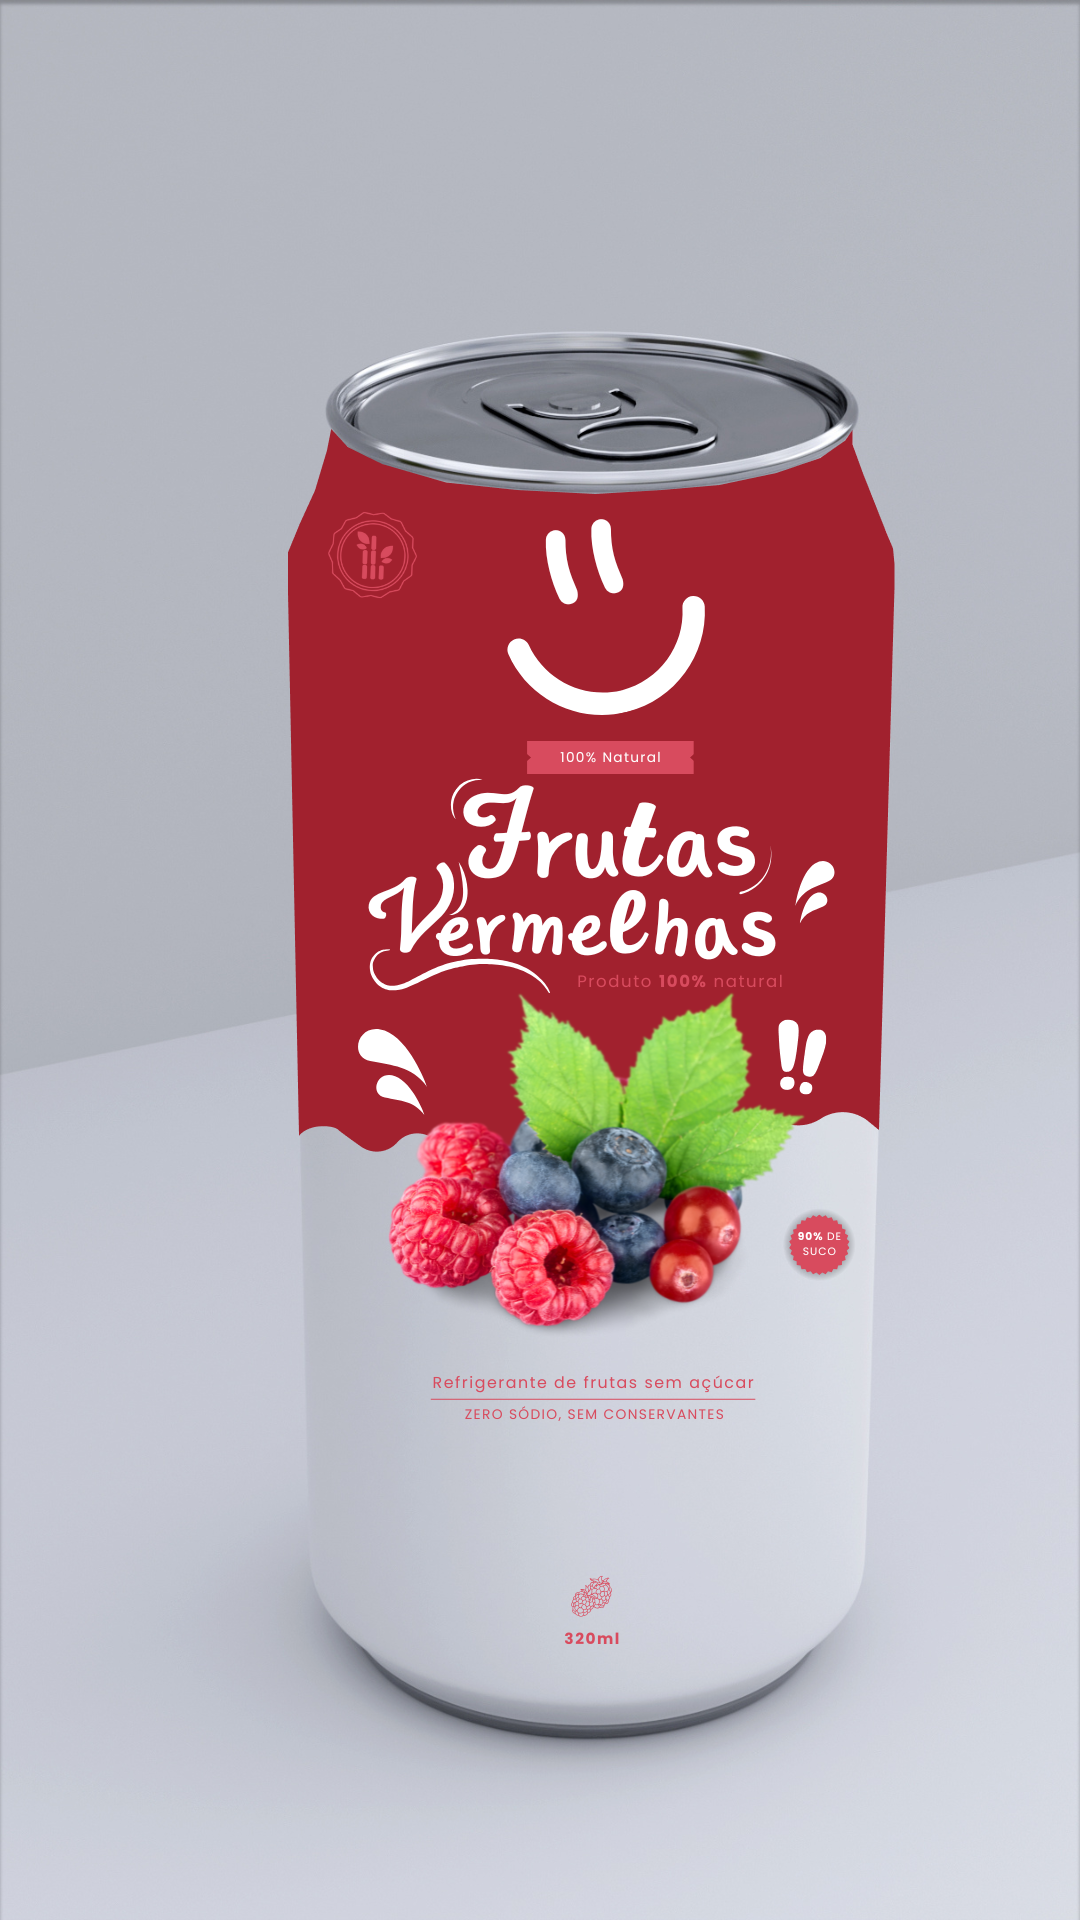 100% Natural
Frutas
Vermelhas
Produto 100% natural
90% DE
SUCO
Refrigerante de frutas sem açúcar
ZERO SÓDIO, SEM CONSERVANTES
320ml